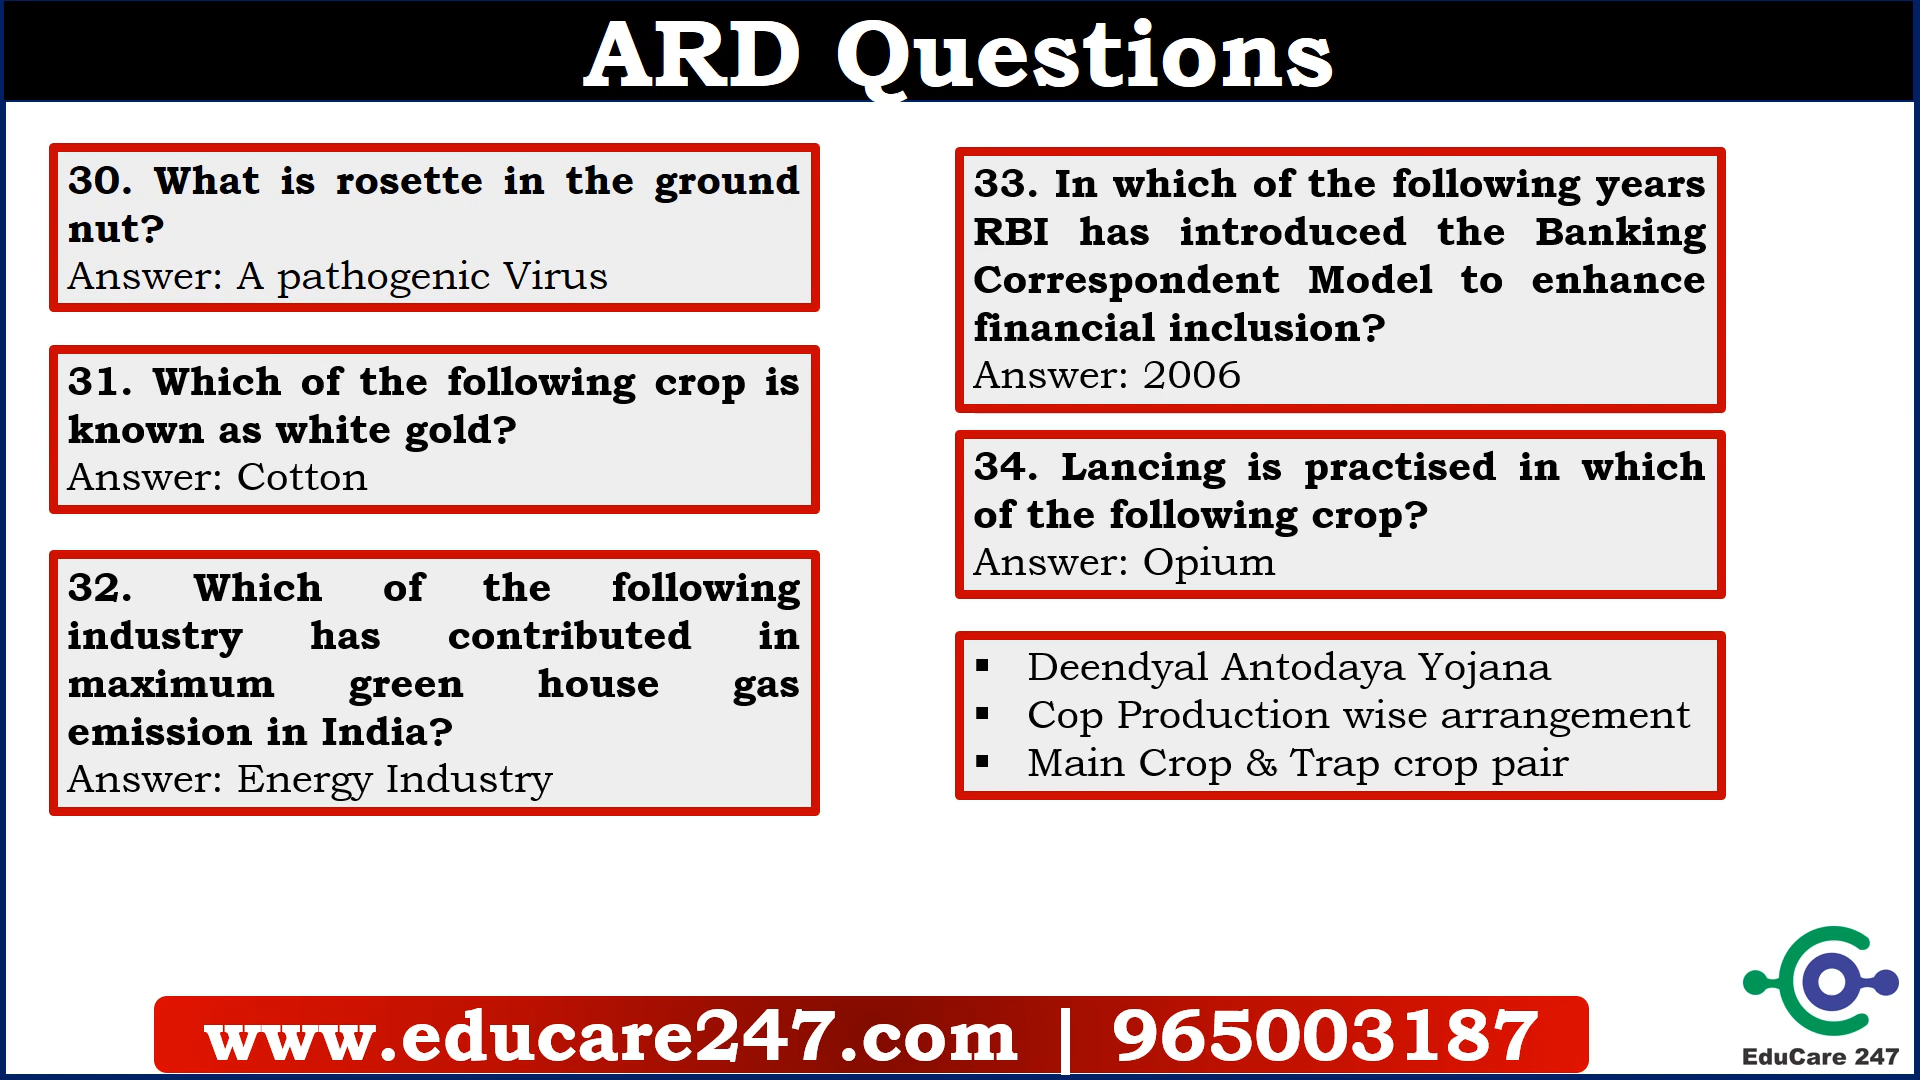 ARD Questions
30. What is rosette in the ground
nut?
Answer: A pathogenic Virus
31. Which of the following crop is
known as white gold?
Answer: Cotton
32. Which of the following
industry has contributed in
maximum green house gas
emission in India?
Answer: Energy Industry
33. In which of the following years
RBI has introduced the Banking
Correspondent Model to enhance
financial inclusion?
Answer: 2006
34. Lancing is practised in which
of the following crop?
Answer: Opium
▪ Deendyal Antodaya Yojana
▪ Cop Production wise arrangement
▪ Main Crop & Trap crop pair
www.educare247.com | 965003187
EduCare 247